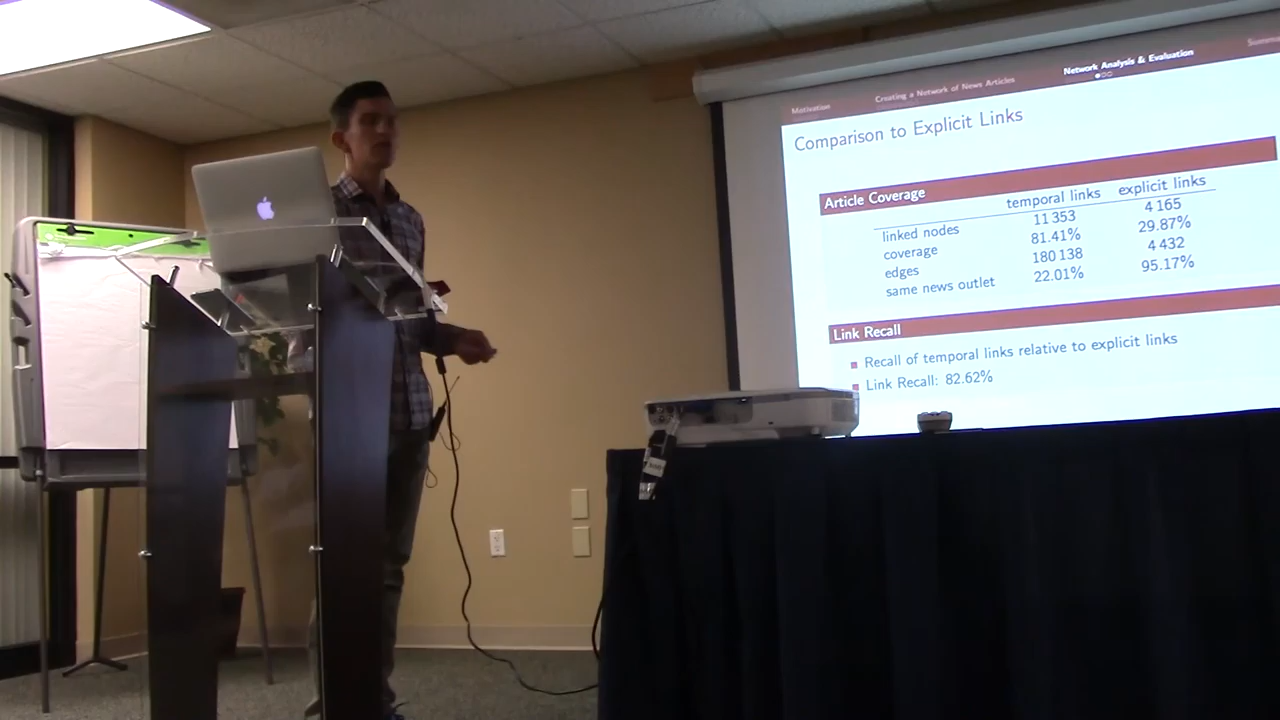 Motivation Creating a Network of News Articles Network Analysis & Evaluation
Comparison to Explicit Links
Article Coverage
temporal links explicit links
linked nodes 11 353 4 165
coverage 81.41% 29.87%
edges 180 138 4 432
same news outlet 22.01% 95.17%
Link Recall
Recall of temporal links relative to explicit links
Link Recall: 82.62%